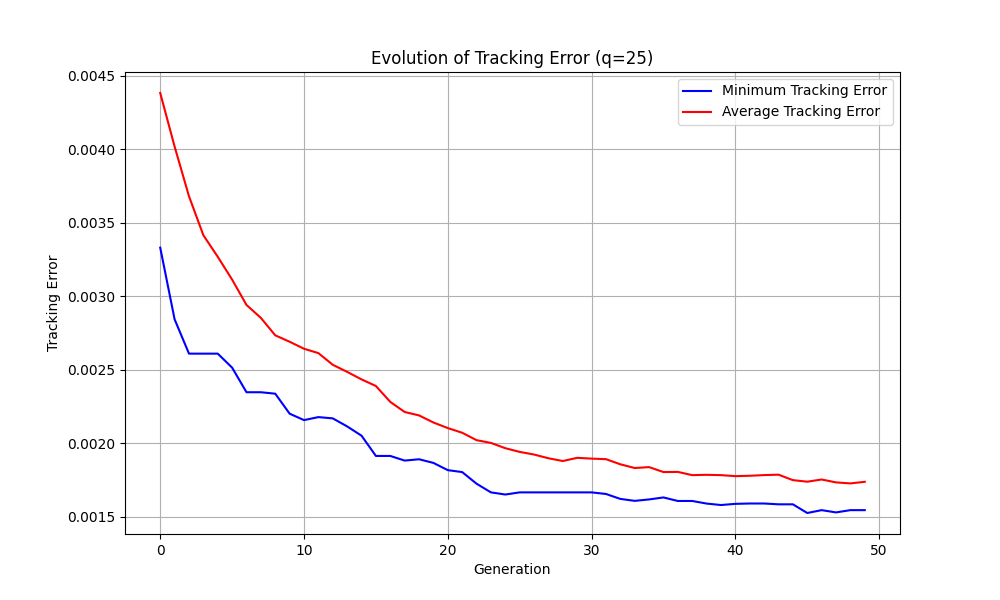 Evolution of Tracking Error (q=25)
Minimum Tracking Error
Average Tracking Error
0.0045
0.0040
0.0035
0.0030
0.0025
0.0020
0.0015
Tracking Error
0 10 20 30 40 50
Generation